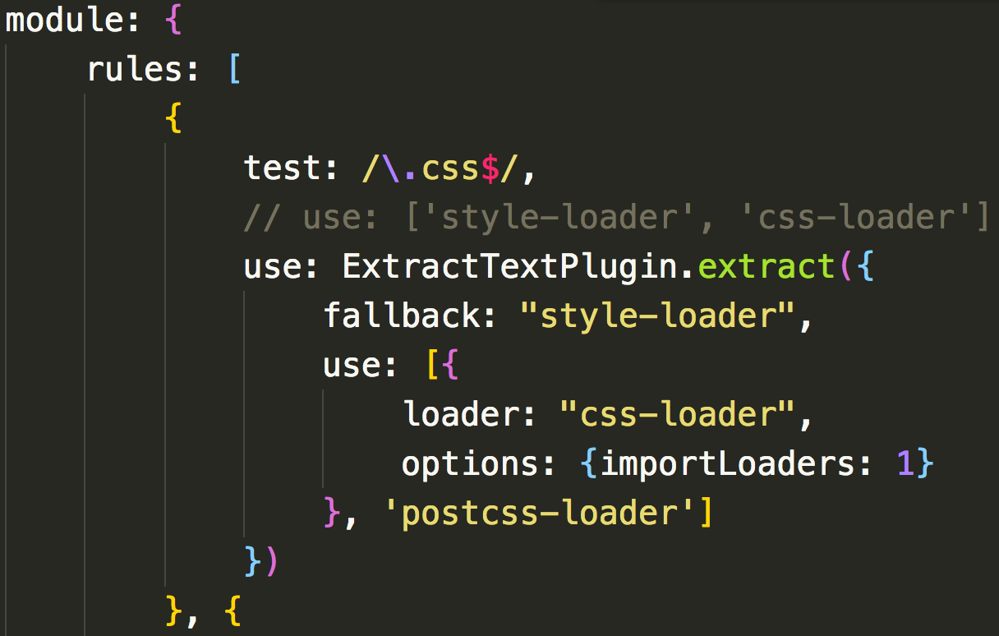 module: {
rules: [
{
test: /\.css$/,
// use: ['style-loader', 'css-loader']
use: ExtractTextPlugin.extract({
fallback: "style-loader",
use: [{
loader: "css-loader",
options: {importLoaders: 1}
}, 'postcss-loader']
})
}, {